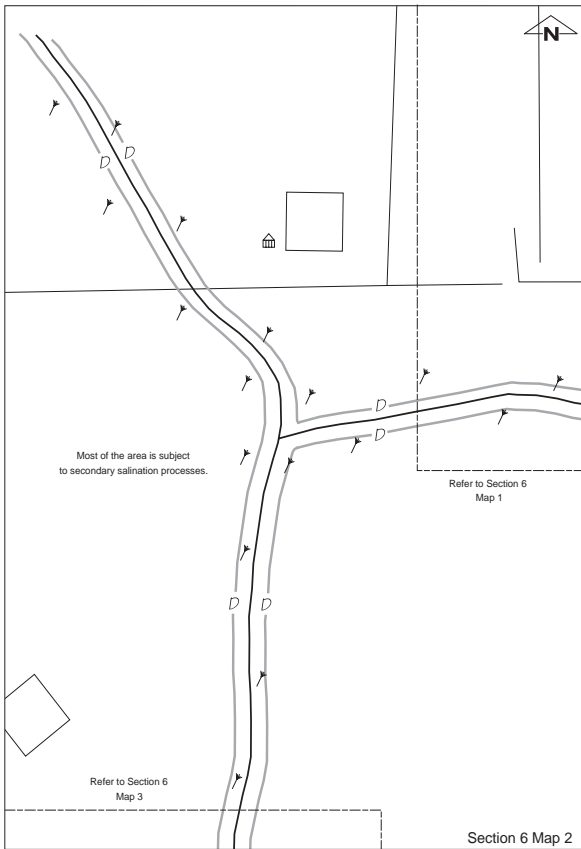 N
D
D
D
D
Most of the area is subject
to secondary salination processes.
Refer to Section 6
Map 1
D
D
Refer to Section 6
Map 3
Section 6 Map 2